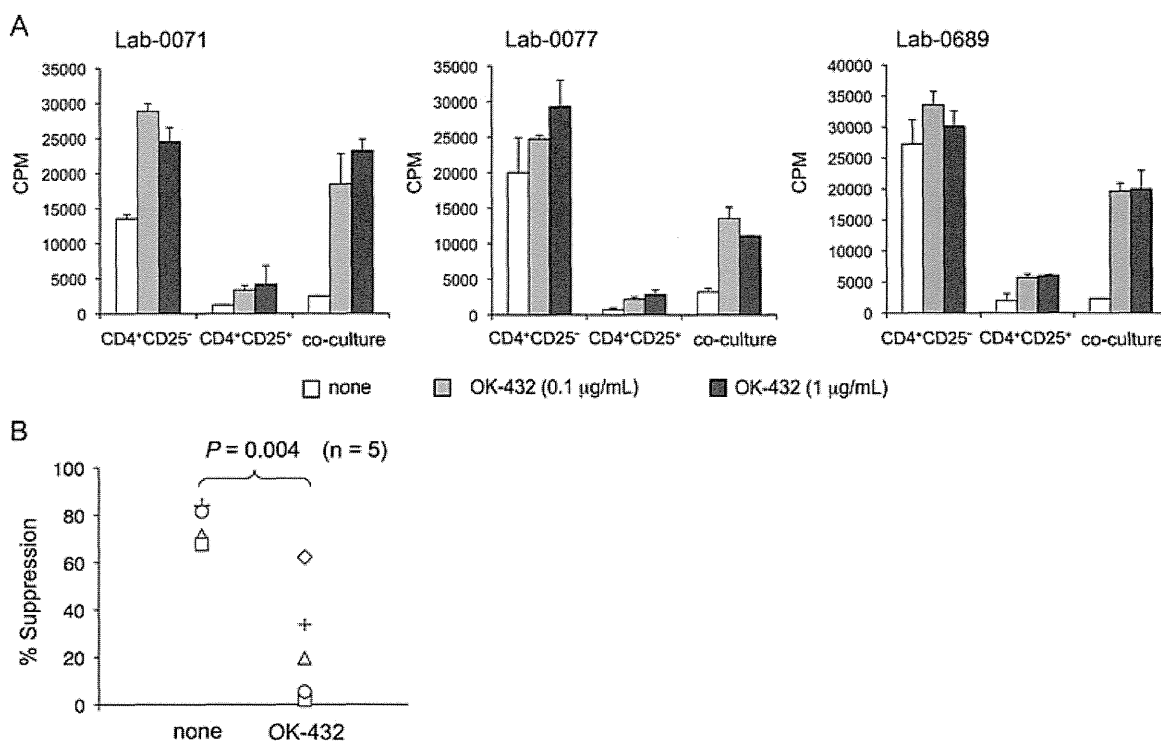 A
Lab-0071
Lab-0077
Lab-0689
CPM
35000
30000
25000
20000
15000
10000
5000
0
CD4⁺CD25⁻ CD4⁺CD25⁺ co-culture
CPM
35000
30000
25000
20000
15000
10000
5000
0
CD4⁺CD25⁻ CD4⁺CD25⁺ co-culture
CPM
40000
35000
30000
25000
20000
15000
10000
5000
0
CD4⁺CD25⁻ CD4⁺CD25⁺ co-culture
none OK-432 (0.1 µg/mL) OK-432 (1 µg/mL)
B
P = 0.004 (n = 5)
% Suppression
100
80
60
40
20
0
none OK-432